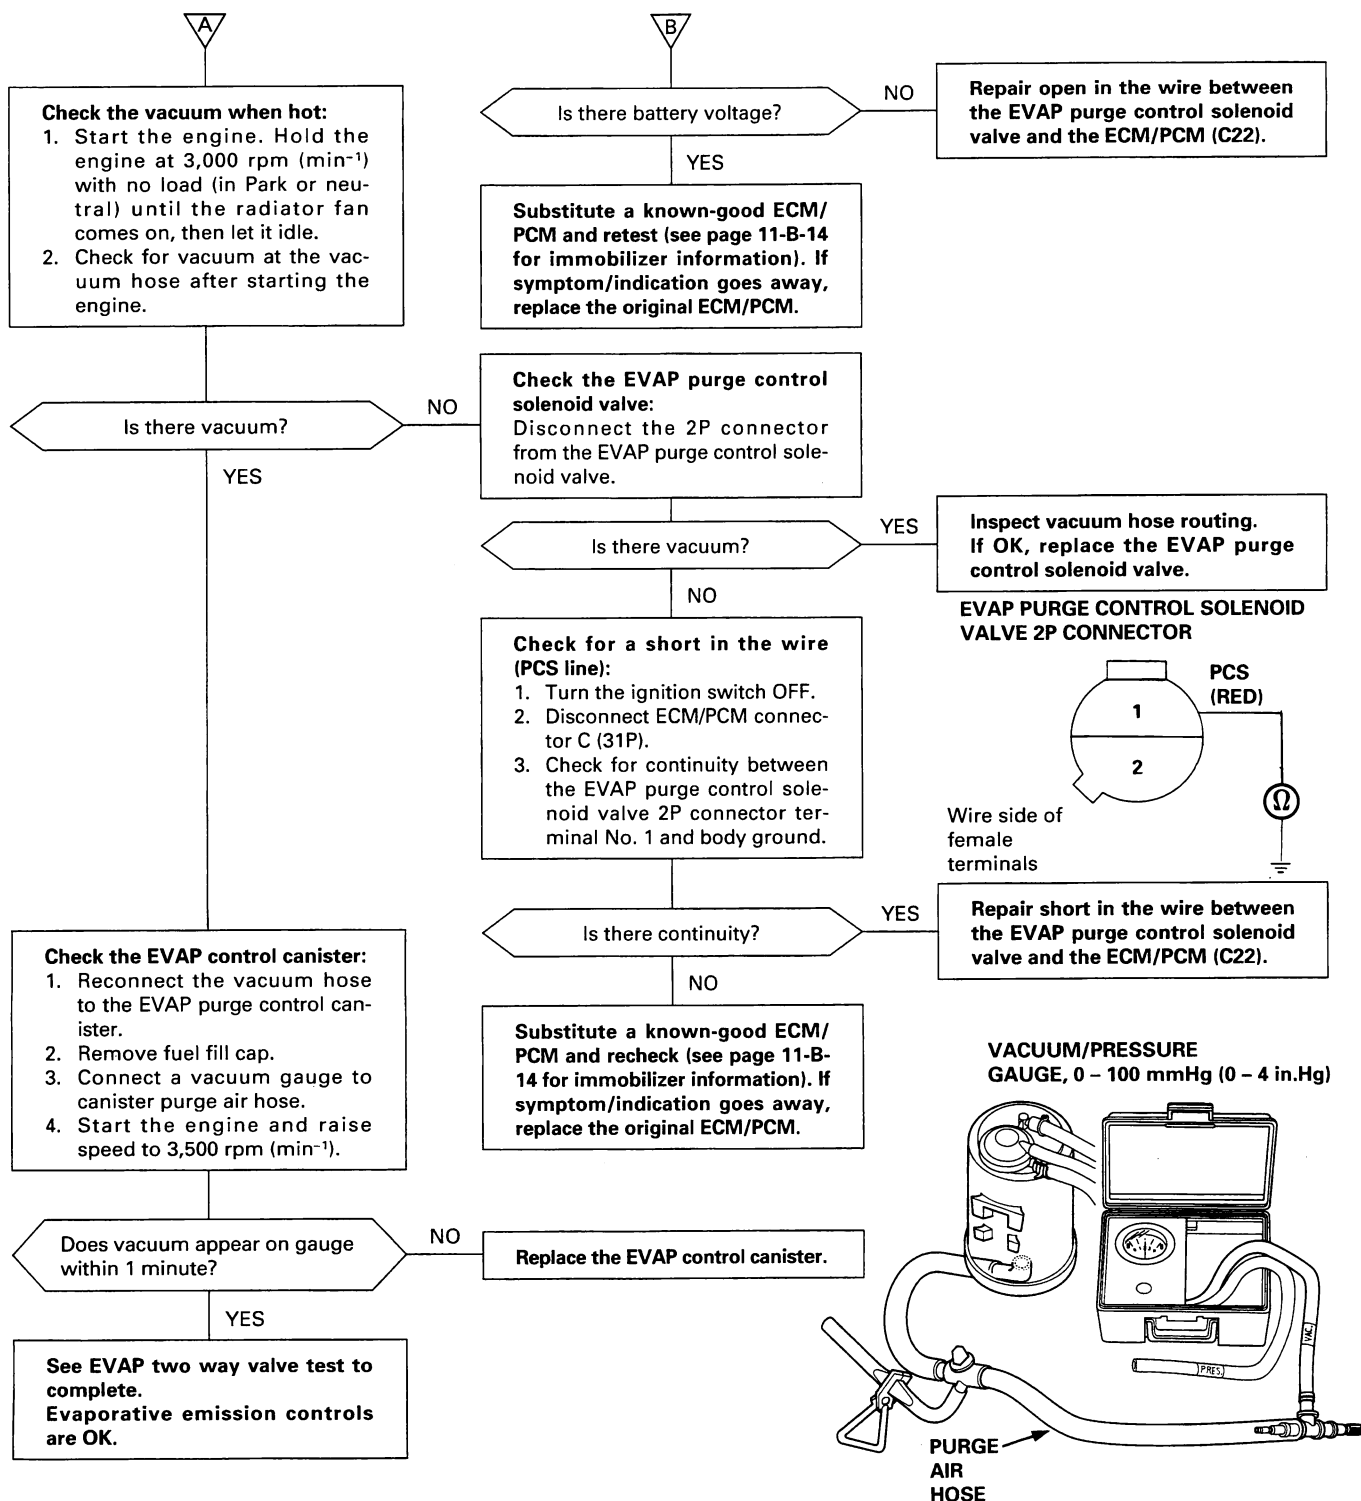 A
Check the vacuum when hot:
1. Start the engine. Hold the
engine at 3,000 rpm (min⁻¹)
with no load (in Park or neu-
tral) until the radiator fan
comes on, then let it idle.
2. Check for vacuum at the vac-
uum hose after starting the
engine.
Is there vacuum?
NO
YES
Check the EVAP control canister:
1. Reconnect the vacuum hose
to the EVAP purge control can-
ister.
2. Remove fuel fill cap.
3. Connect a vacuum gauge to
canister purge air hose.
4. Start the engine and raise
speed to 3,500 rpm (min⁻¹).
Does vacuum appear on gauge
within 1 minute?
NO
Replace the EVAP control canister.
YES
See EVAP two way valve test to
complete.
Evaporative emission controls
are OK.
B
Is there battery voltage?
NO
Repair open in the wire between
the EVAP purge control solenoid
valve and the ECM/PCM (C22).
YES
Substitute a known-good ECM/
PCM and retest (see page 11-B-14
for immobilizer information). If
symptom/indication goes away,
replace the original ECM/PCM.
Check the EVAP purge control
solenoid valve:
Disconnect the 2P connector
from the EVAP purge control sole-
noid valve.
Is there vacuum?
YES
Inspect vacuum hose routing.
If OK, replace the EVAP purge
control solenoid valve.
NO
Check for a short in the wire
(PCS line):
1. Turn the ignition switch OFF.
2. Disconnect ECM/PCM connec-
tor C (31P).
3. Check for continuity between
the EVAP purge control sole-
noid valve 2P connector ter-
minal No. 1 and body ground.
EVAP PURGE CONTROL SOLENOID
VALVE 2P CONNECTOR
PCS
(RED)
1
2
Ω
Wire side of
female
terminals
Is there continuity?
YES
Repair short in the wire between
the EVAP purge control solenoid
valve and the ECM/PCM (C22).
NO
Substitute a known-good ECM/
PCM and recheck (see page 11-B-
14 for immobilizer information). If
symptom/indication goes away,
replace the original ECM/PCM.
VACUUM/PRESSURE
GAUGE, 0 – 100 mmHg (0 – 4 in.Hg)
VAC.
PRES.
PURGE
AIR
HOSE